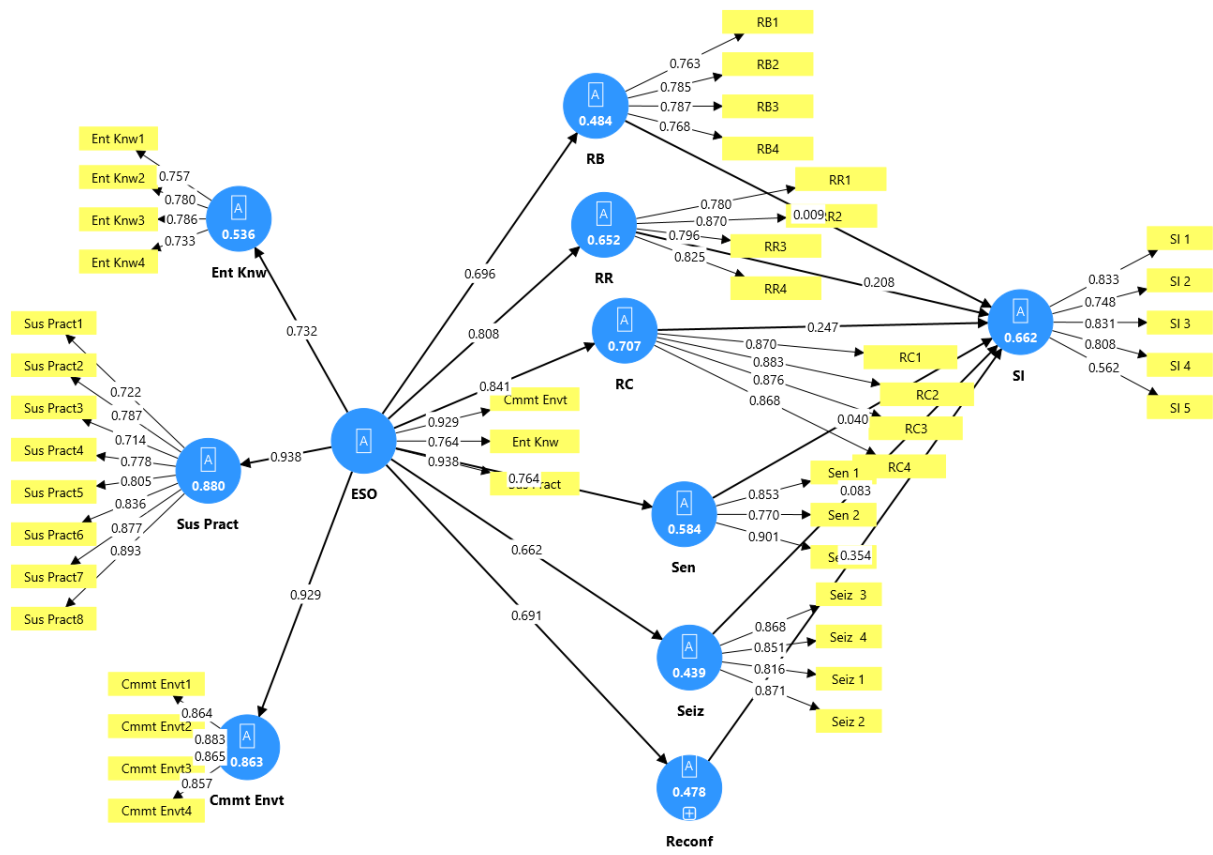 RB1
RB2
RB3
RB4
0.763
0.785
0.787
0.768
A
0.484
RB
Ent Knw1
Ent Knw2
Ent Knw3
Ent Knw4
0.757
0.780
0.786
0.733
A
0.536
Ent Knw
RR1
RR3
RR4
0.780
0.870
0.796
0.825
A
0.652
RR
0.009
0.208
0.696
0.808
0.732
SI 1
SI 2
SI 3
SI 4
SI 5
0.833
0.748
0.831
0.808
0.562
A
0.662
SI
A
0.707
RC
0.247
0.870
0.883
0.876
0.868
RC1
RC2
RC3
RC4
Sus Pract1
Sus Pract2
Sus Pract3
Sus Pract4
Sus Pract5
Sus Pract6
Sus Pract7
Sus Pract8
0.722
0.787
0.714
0.778
0.805
0.836
0.877
0.893
A
0.880
Sus Pract
0.938
A
ESO
0.841
0.929
0.764
0.938
Cmmt Envt
Ent Knw
0.764
0.040
0.083
0.354
A
0.584
Sen
0.853
0.770
0.901
Sen 1
Sen 2
0.662
0.691
0.929
A
0.439
Seiz
0.868
0.851
0.816
0.871
Seiz 3
Seiz 4
Seiz 1
Seiz 2
Cmmt Envt1
Cmmt Envt2
Cmmt Envt3
Cmmt Envt4
0.864
0.883
0.865
0.857
A
0.863
Cmmt Envt
A
0.478
Reconf